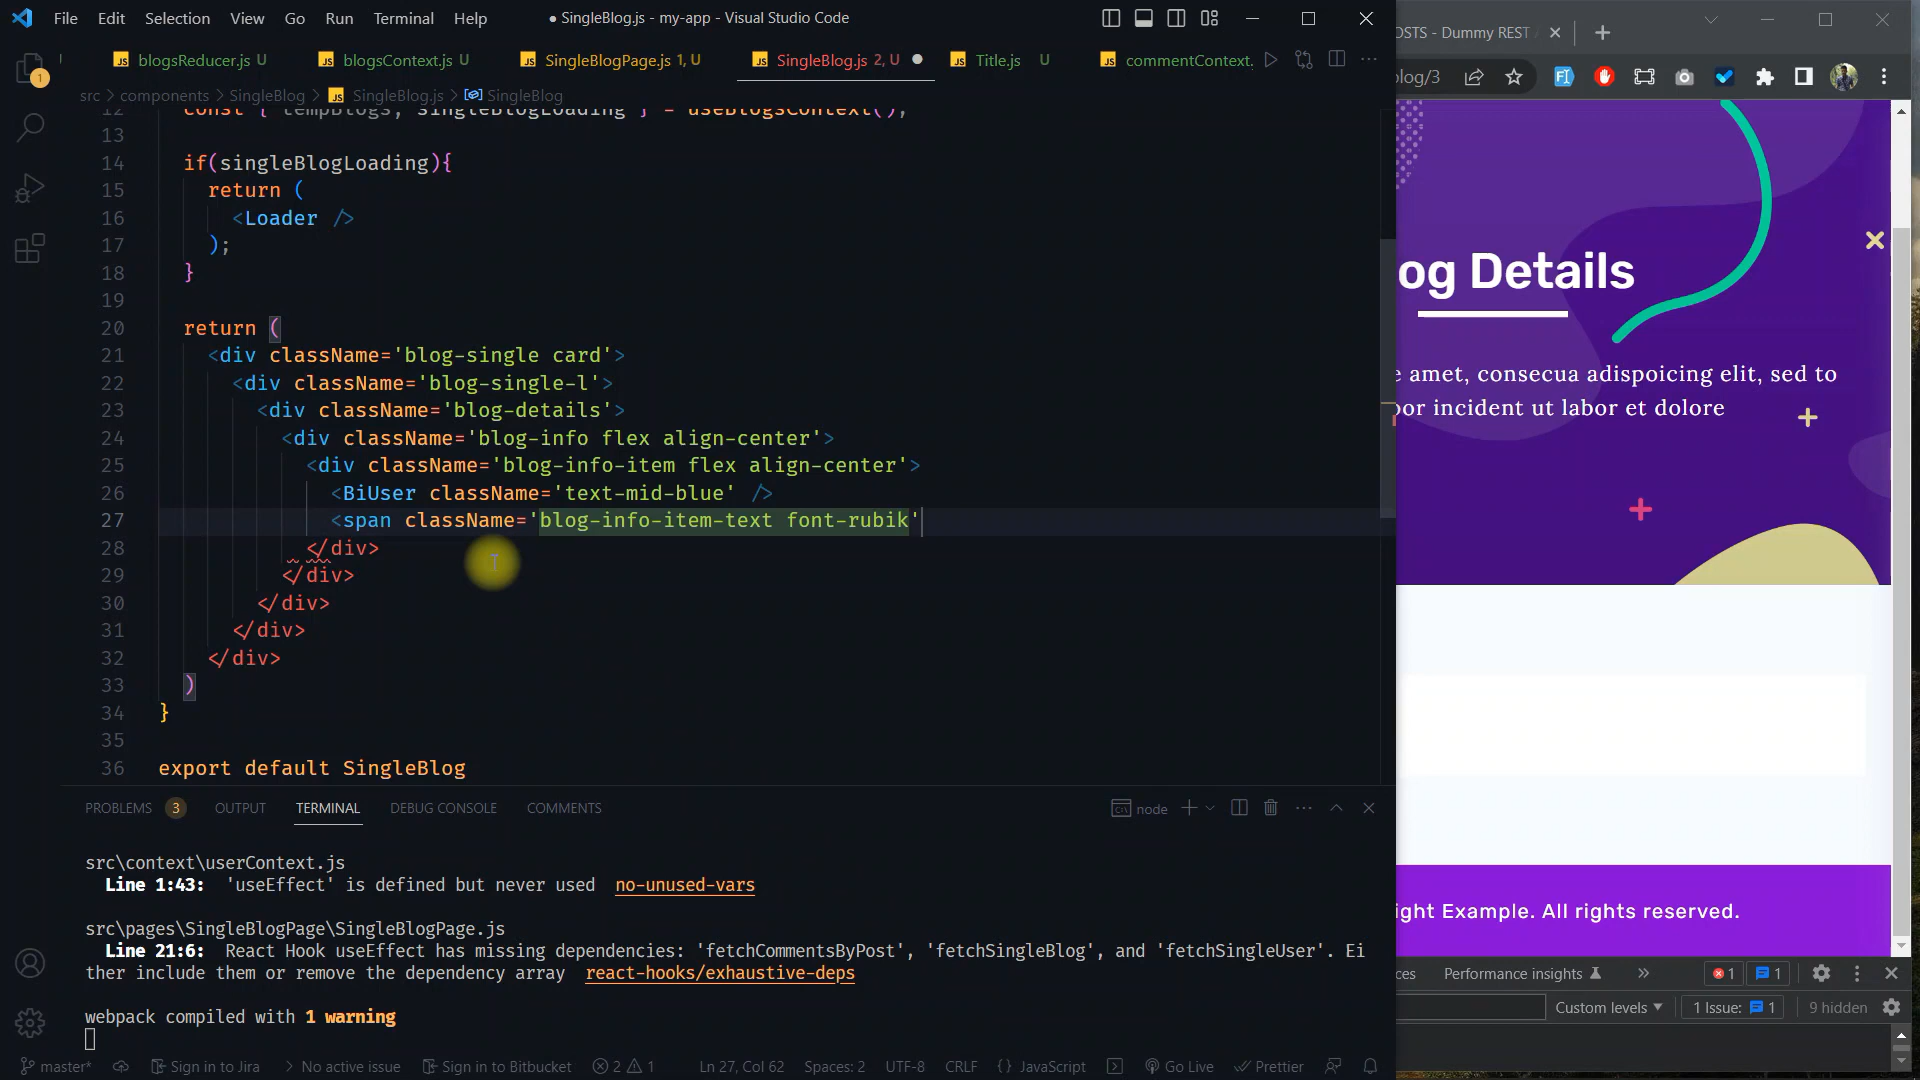 File Edit Selection View Go Run Terminal Help ● SingleBlog.js - my-app - Visual Studio Code
blogsReducer.js U blogsContext.js U SingleBlogPage.js 1, U SingleBlog.js 2, U Title.js U commentContext.
src > components > SingleBlog > SingleBlog.js > SingleBlog
12 const { tempBlogs, singleBlogLoading } = useBlogsContext();
13
14 if(singleBlogLoading){
15 return (
16 <Loader />
17 );
18 }
19
20 return (
21 <div className='blog-single card'>
22 <div className='blog-single-l'>
23 <div className='blog-details'>
24 <div className='blog-info flex align-center'>
25 <div className='blog-info-item flex align-center'>
26 <BiUser className='text-mid-blue' />
27 <span className='blog-info-item-text font-rubik'
28 </div>
29 </div>
30 </div>
31 </div>
32 </div>
33 )
34 }
35
36 export default SingleBlog
PROBLEMS 3 OUTPUT TERMINAL DEBUG CONSOLE COMMENTS node
src\context\userContext.js
Line 1:43: 'useEffect' is defined but never used no-unused-vars
src\pages\SingleBlogPage\SingleBlogPage.js
Line 21:6: React Hook useEffect has missing dependencies: 'fetchCommentsByPost', 'fetchSingleBlog', and 'fetchSingleUser'. Ei
ther include them or remove the dependency array react-hooks/exhaustive-deps
webpack compiled with 1 warning
master* Sign in to Jira No active issue Sign in to Bitbucket 2 1 Ln 27, Col 62 Spaces: 2 UTF-8 CRLF {} JavaScript Go Live Prettier
OSTS - Dummy REST
log/3
og Details
e amet, consecua adispoicing elit, sed to
por incident ut labor et dolore
ight Example. All rights reserved.
ces Performance insights 1 1
Custom levels 1 Issue: 1 9 hidden